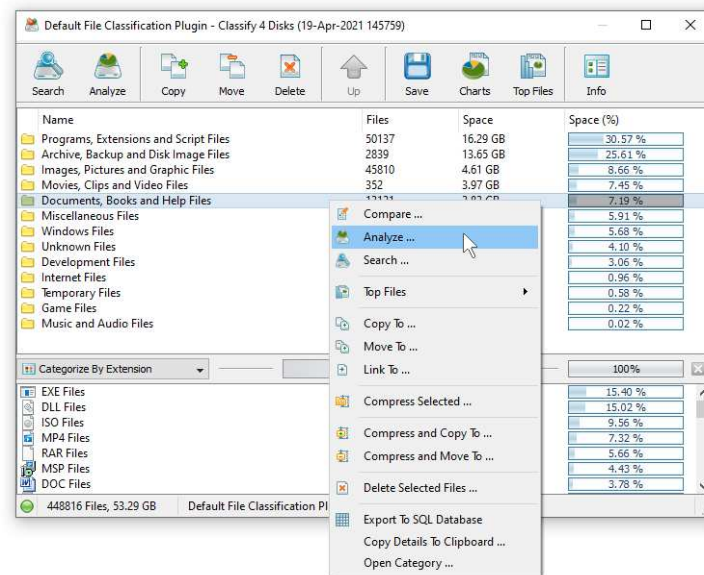 Default File Classification Plugin - Classify 4 Disks (19-Apr-2021 145759)
Search Analyze Copy Move Delete Up Save Charts Top Files Info
Name Files Space Space (%)
Programs, Extensions and Script Files 50137 16.29 GB 30.57 %
Archive, Backup and Disk Image Files 2839 13.65 GB 25.61 %
Images, Pictures and Graphic Files 45810 4.61 GB 8.66 %
Movies, Clips and Video Files 352 3.97 GB 7.45 %
Documents, Books and Help Files 7.19 %
Miscellaneous Files 5.91 %
Windows Files 5.68 %
Unknown Files 4.10 %
Development Files 3.06 %
Internet Files 0.96 %
Temporary Files 0.58 %
Game Files 0.22 %
Music and Audio Files 0.02 %
Compare ...
Analyze ...
Search ...
Top Files
Copy To ...
Move To ...
Link To ...
Compress Selected ...
Compress and Copy To ...
Compress and Move To ...
Delete Selected Files ...
Export To SQL Database
Copy Details To Clipboard ...
Open Category ...
Categorize By Extension 100%
EXE Files 15.40 %
DLL Files 15.02 %
ISO Files 9.56 %
MP4 Files 7.32 %
RAR Files 5.66 %
MSP Files 4.43 %
DOC Files 3.78 %
448816 Files, 53.29 GB Default File Classification Pl